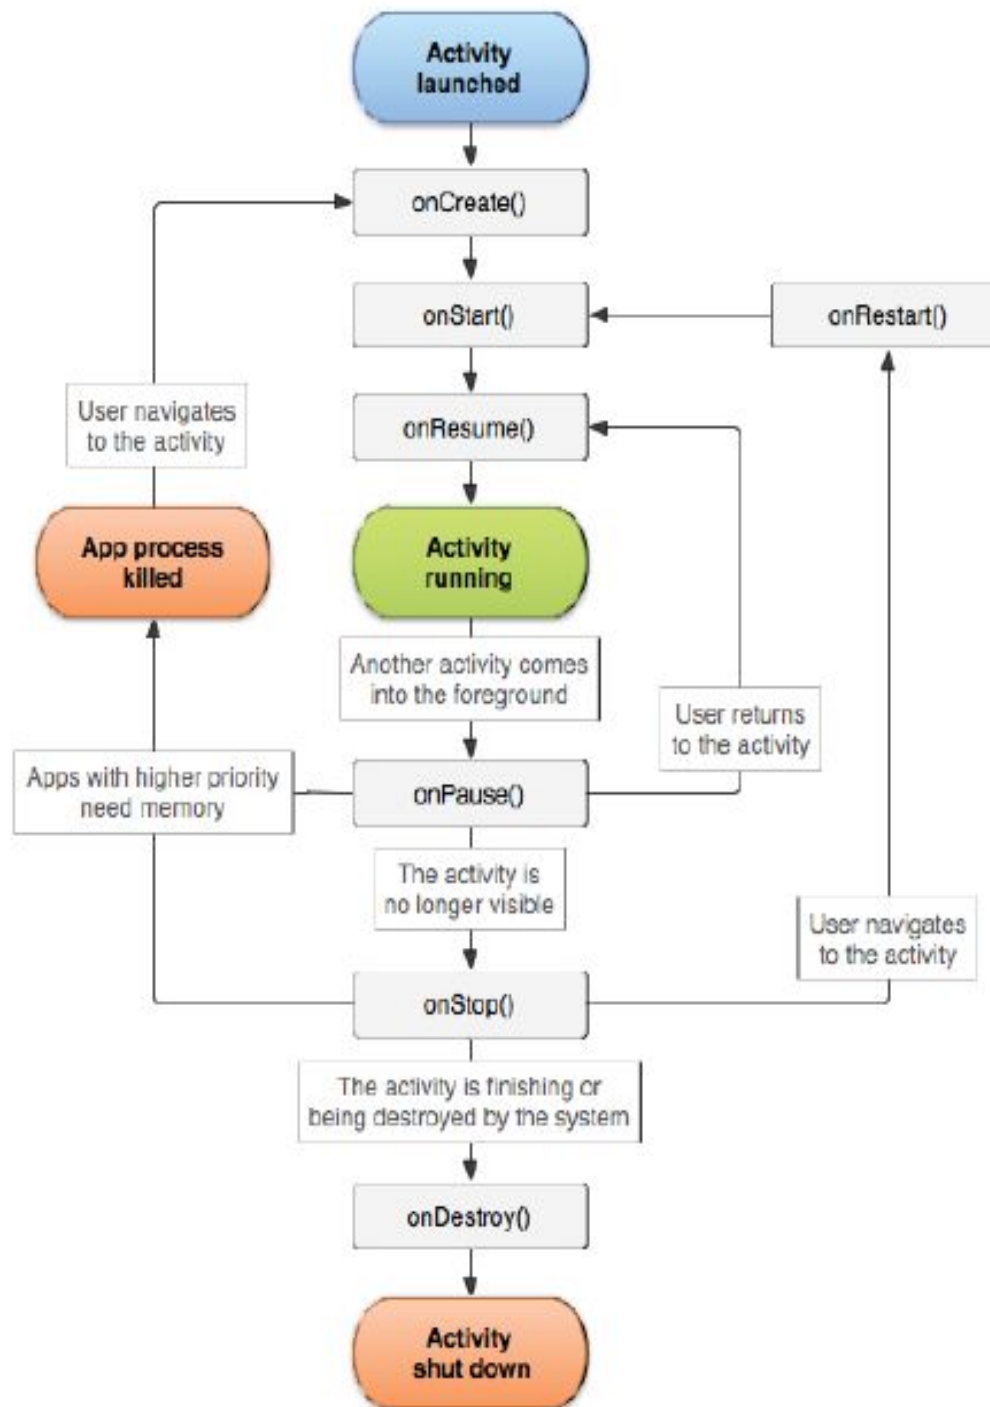 Activity
launched
onCreate()
onStart()
onRestart()
User navigates
to the activity
onResume()
App process
killed
Activity
running
Another activity comes
into the foreground
User returns
to the activity
Apps with higher priority
need memory
onPause()
The activity is
no longer visible
User navigates
to the activity
onStop()
The activity is finishing or
being destroyed by the system
onDestroy()
Activity
shut down